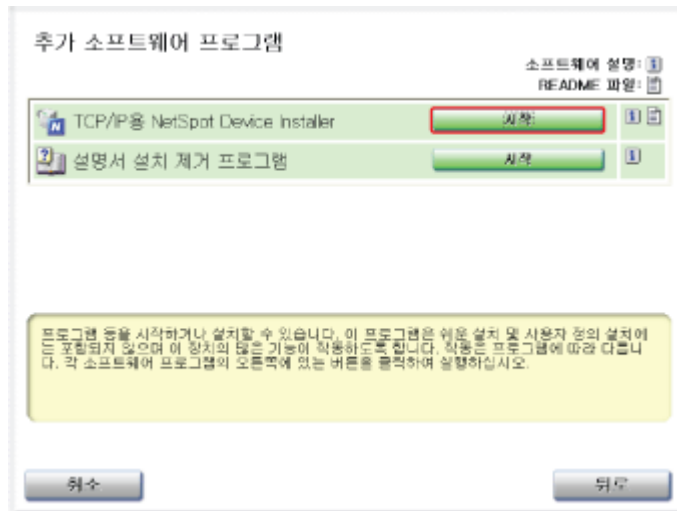 추가 소프트웨어 프로그램
소프트웨어 설명:
README 파일:
TCP/IP용 NetSpot Device Installer
시작
설명서 설치 제거 프로그램
시작
프로그램 등을 시작하거나 설치할 수 있습니다. 이 프로그램은 쉬운 설치 및 사용자 정의 설치에
는 포함되지 않으며 이 장치의 많은 기능이 작동하도록 합니다. 작동은 프로그램에 따라 다릅니
다. 각 소프트웨어 프로그램의 오른쪽에 있는 버튼을 클릭하여 실행하십시오.
취소
뒤로